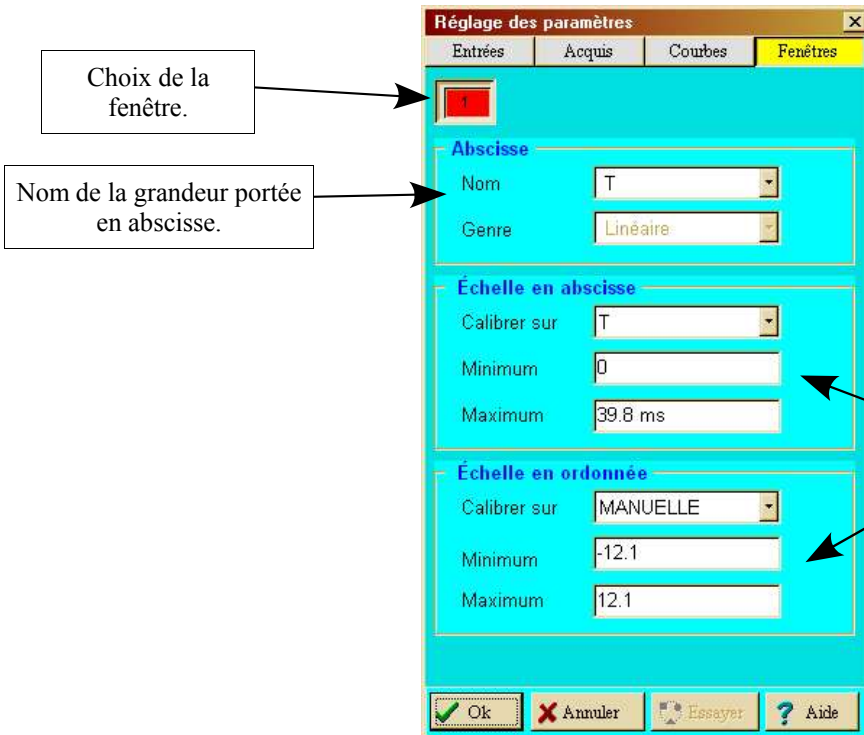 Réglage des paramètres
Entrées Acquis Courbes Fenêtres
Choix de la
fenêtre.
1
Abscisse
Nom T
Nom de la grandeur portée
en abscisse.
Genre Linéaire
Échelle en abscisse
Calibrer sur T
Minimum 0
Maximum 39.8 ms
Échelle en ordonnée
Calibrer sur MANUELLE
Minimum -12.1
Maximum 12.1
Ok Annuler Essayer ? Aide